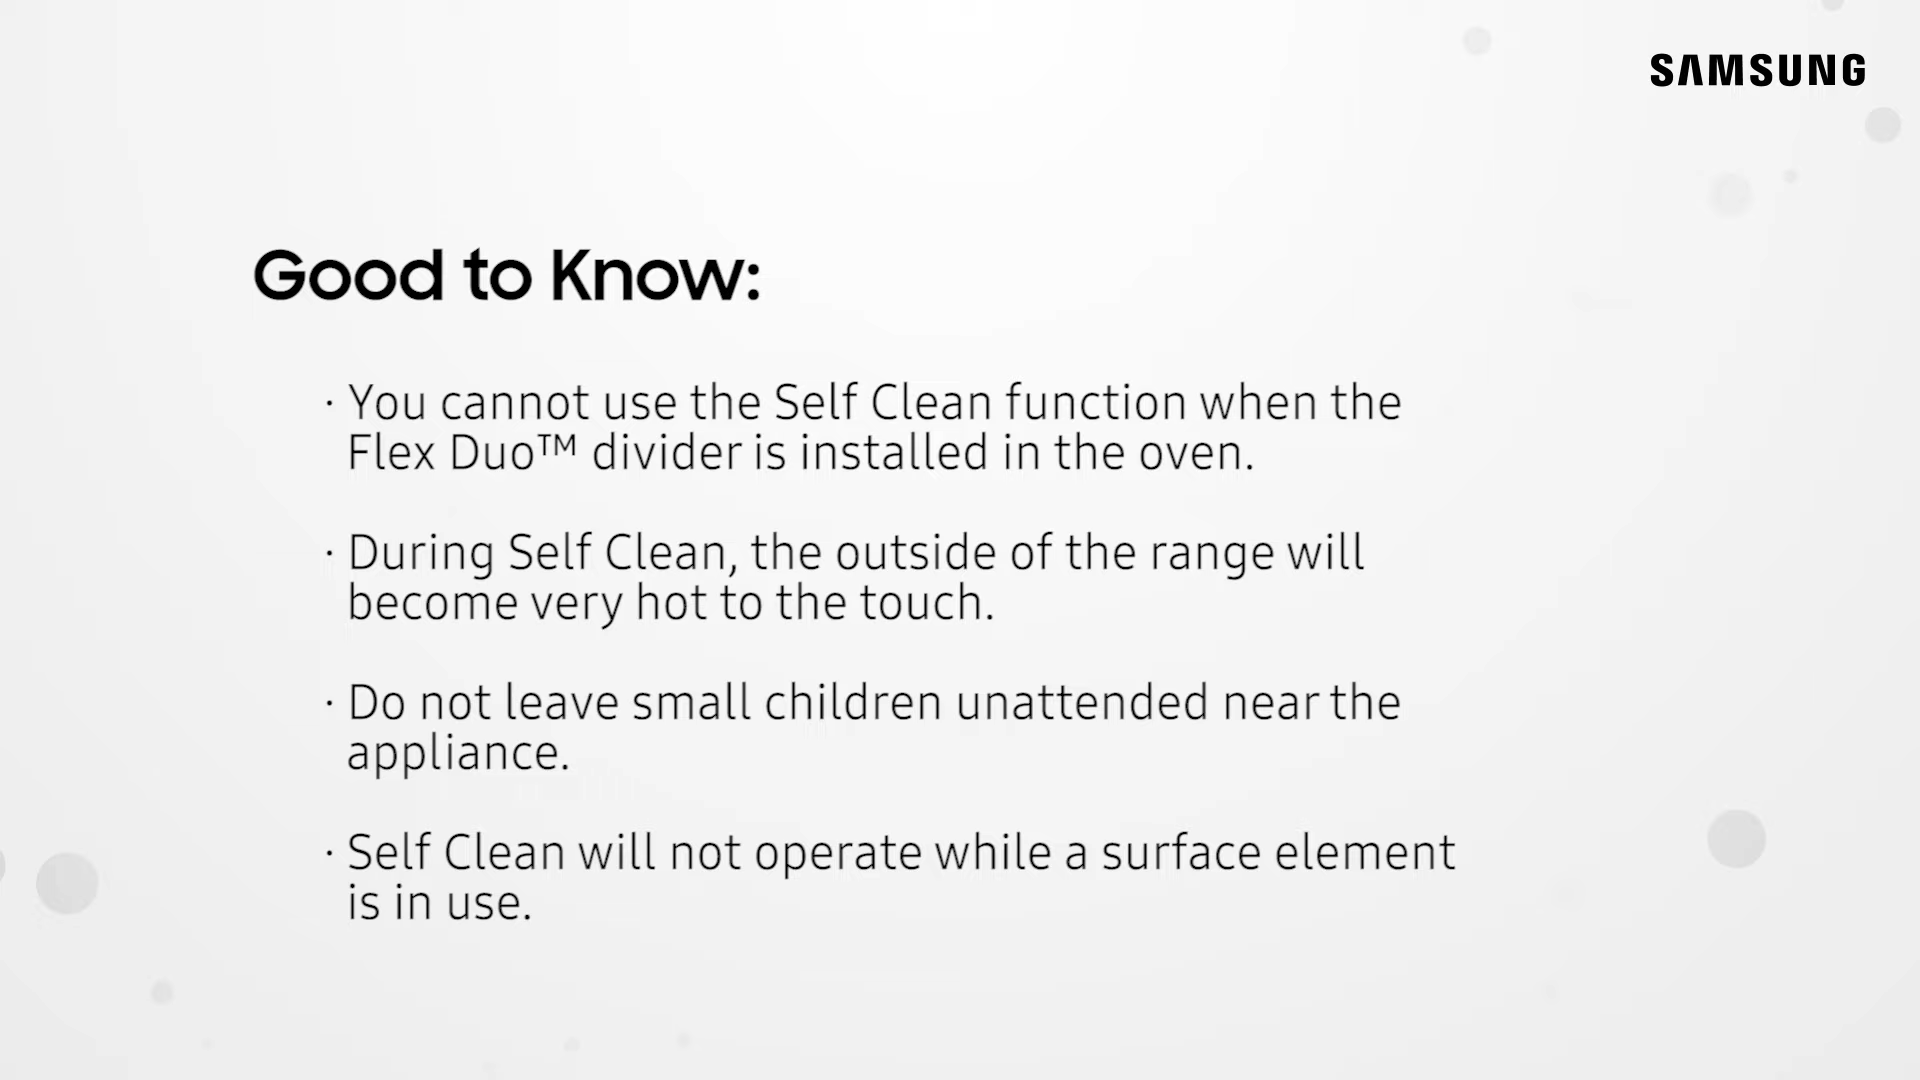 SAMSUNG
Good to Know:
· You cannot use the Self Clean function when the
Flex Duo™ divider is installed in the oven.
· During Self Clean, the outside of the range will
become very hot to the touch.
· Do not leave small children unattended near the
appliance.
· Self Clean will not operate while a surface element
is in use.